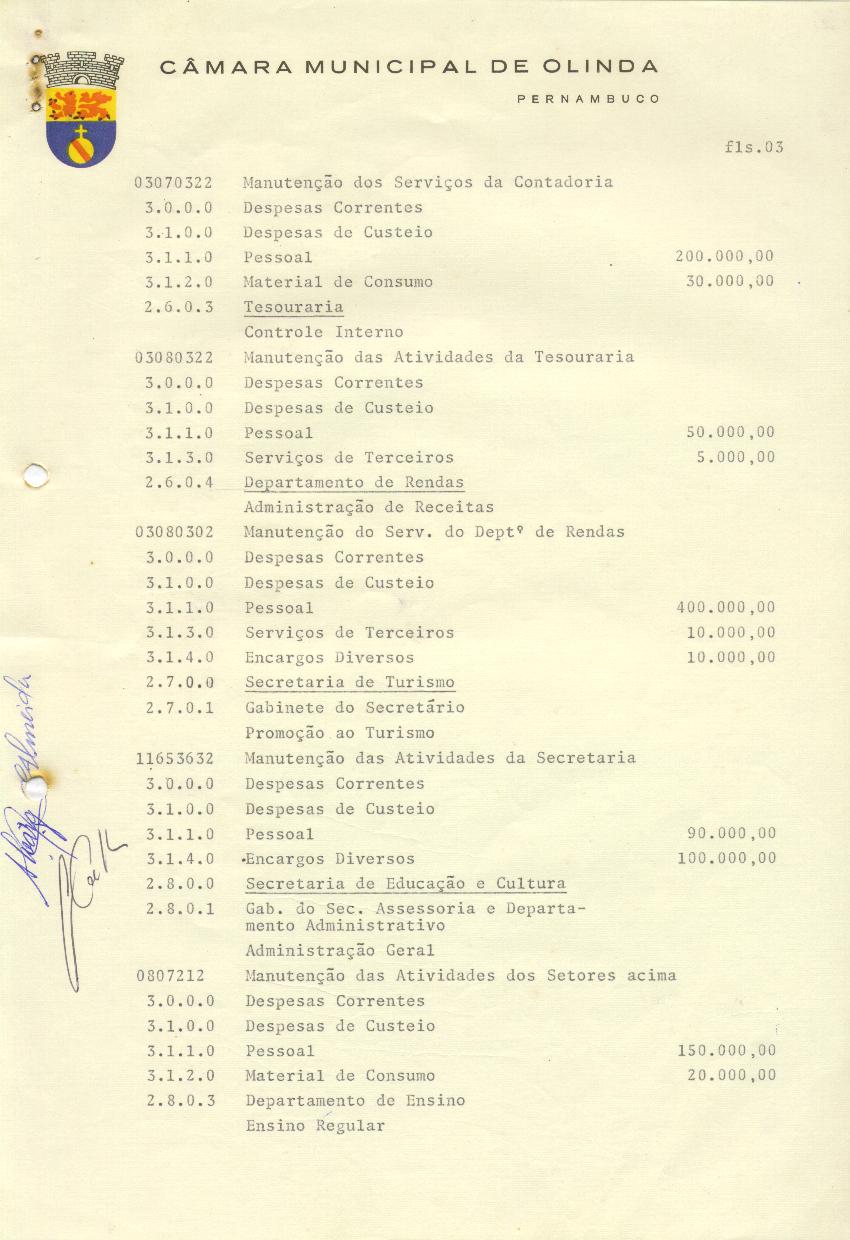 CÂMARA MUNICIPAL DE OLINDA
PERNAMBUCO
fls.03
03070322 Manutenção dos Serviços da Contadoria
3.0.0.0 Despesas Correntes
3.1.0.0 Despesas de Custeio
3.1.1.0 Pessoal 200.000,00
3.1.2.0 Material de Consumo 30.000,00
2.6.0.3 Tesouraria
Controle Interno
03080322 Manutenção das Atividades da Tesouraria
3.0.0.0 Despesas Correntes
3.1.0.0 Despesas de Custeio
3.1.1.0 Pessoal 50.000,00
3.1.3.0 Serviços de Terceiros 5.000,00
2.6.0.4 Departamento de Rendas
Administração de Receitas
03080302 Manutenção do Serv. do Deptº de Rendas
3.0.0.0 Despesas Correntes
3.1.0.0 Despesas de Custeio
3.1.1.0 Pessoal 400.000,00
3.1.3.0 Serviços de Terceiros 10.000,00
3.1.4.0 Encargos Diversos 10.000,00
2.7.0.0 Secretaria de Turismo
2.7.0.1 Gabinete do Secretário
Promoção ao Turismo
11653632 Manutenção das Atividades da Secretaria
3.0.0.0 Despesas Correntes
3.1.0.0 Despesas de Custeio
3.1.1.0 Pessoal 90.000,00
3.1.4.0 Encargos Diversos 100.000,00
2.8.0.0 Secretaria de Educação e Cultura
2.8.0.1 Gab. do Sec. Assessoria e Departa-
mento Administrativo
Administração Geral
0807212 Manutenção das Atividades dos Setores acima
3.0.0.0 Despesas Correntes
3.1.0.0 Despesas de Custeio
3.1.1.0 Pessoal 150.000,00
3.1.2.0 Material de Consumo 20.000,00
2.8.0.3 Departamento de Ensino
Ensino Regular
Almeida